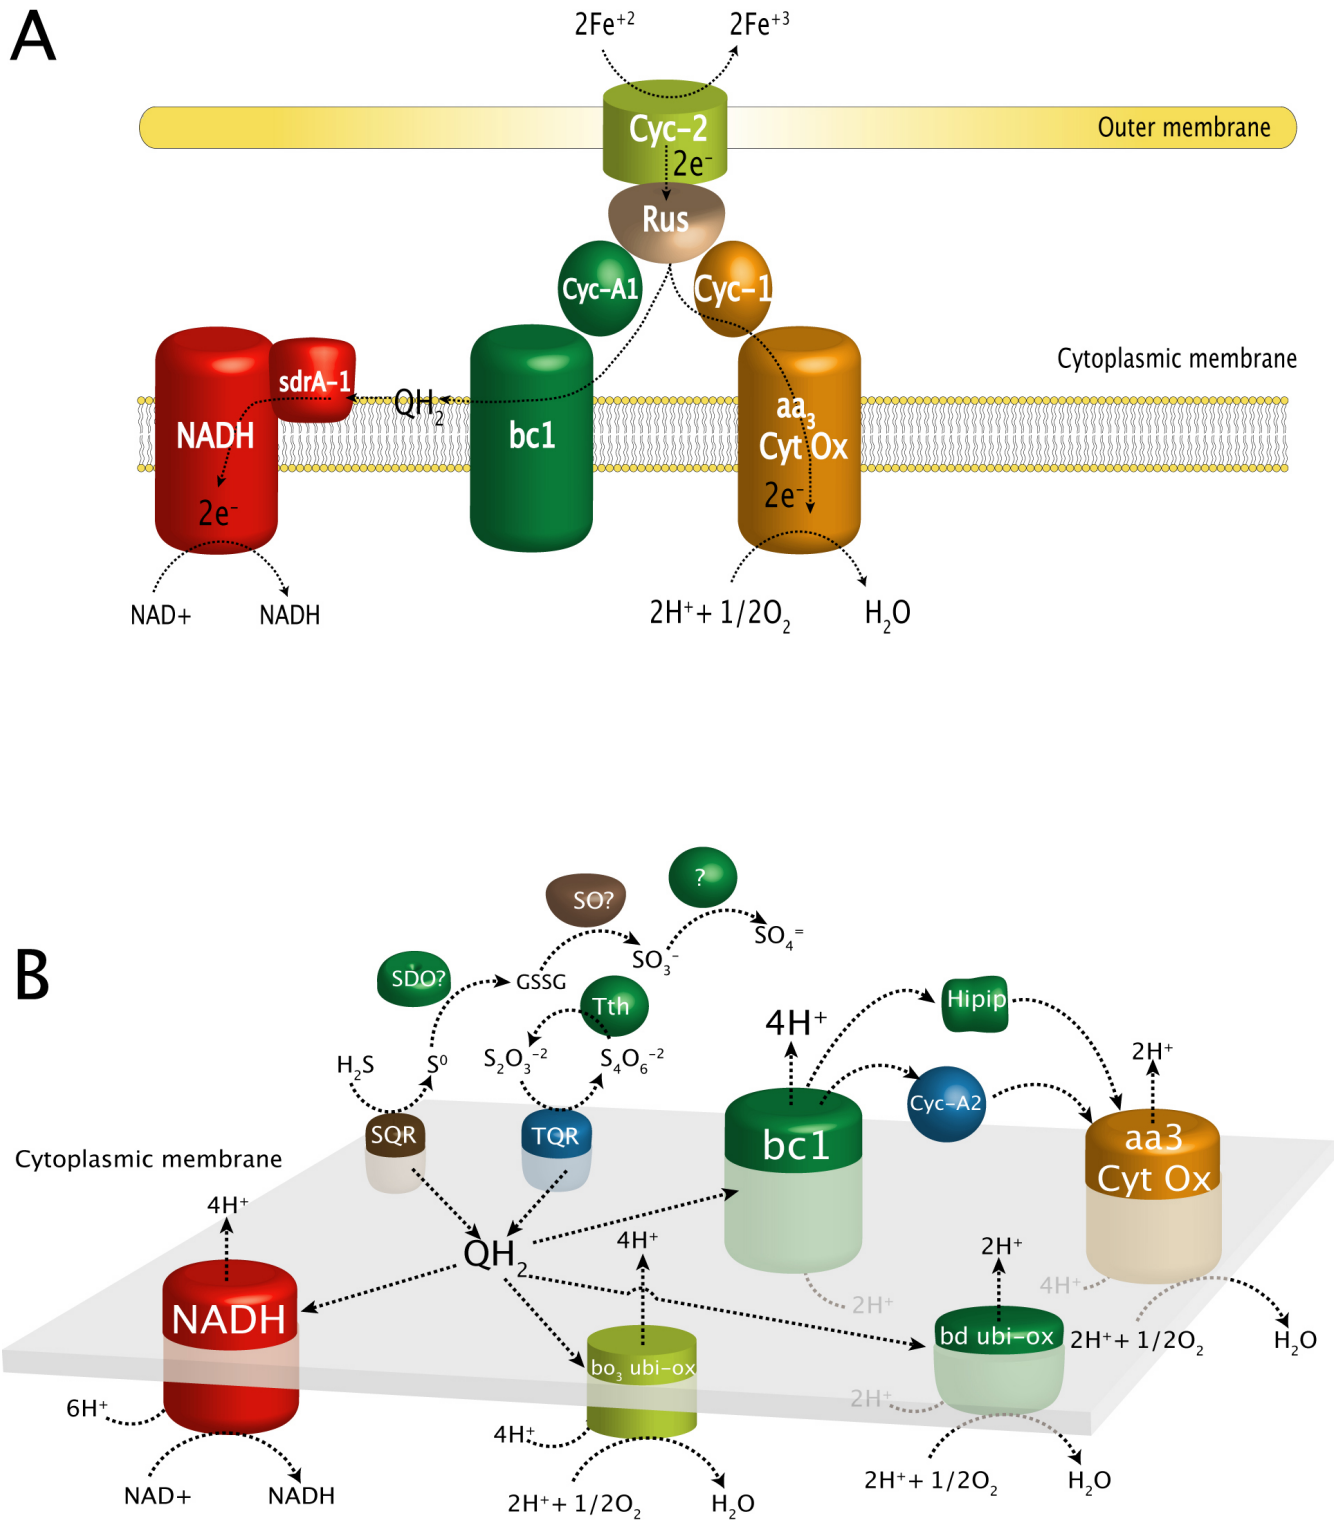 A
2Fe+2
2Fe+3
Cyc-2
Outer membrane
2e-
Rus
Cyc-A1
Cyc-1
Cytoplasmic membrane
sdrA-1
QH2
NADH
bc1
aa3
Cyt Ox
2e-
2e-
NAD+
NADH
2H+ + 1/2O2
H2O
B
?
SO?
SO4=
SO3-
SDO?
GSSG
Tth
Hipip
4H+
H2S
S0
S2O3-2
S4O6-2
2H+
SQR
TQR
bc1
Cyc-A2
aa3
Cyt Ox
Cytoplasmic membrane
4H+
QH2
4H+
2H+
4H+
2H+
NADH
bo3 ubi-ox
bd ubi-ox
2H+ + 1/2O2
H2O
6H+
2H+
4H+
NAD+
NADH
2H+ + 1/2O2
H2O
2H+ + 1/2O2
H2O